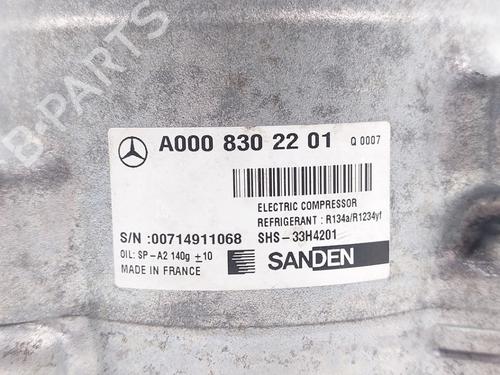 A000 830 22 01 Q 0007
ELECTRIC COMPRESSOR
REFRIGERANT : R134a/R1234yf
S/N :00714911068 SHS-33H4201
OIL: SP-A2 140g ±10
MADE IN FRANCE
SANDEN
B-PARTS